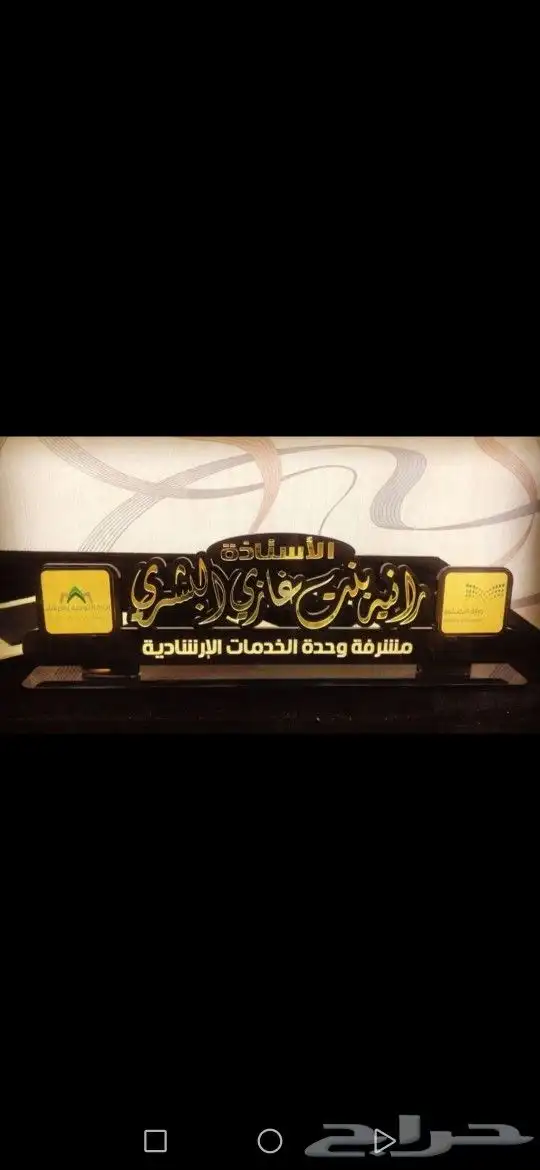 الأستاذة
رانية بنت غازي البشري
مشرفة وحدة الخدمات الإرشادية
حراج